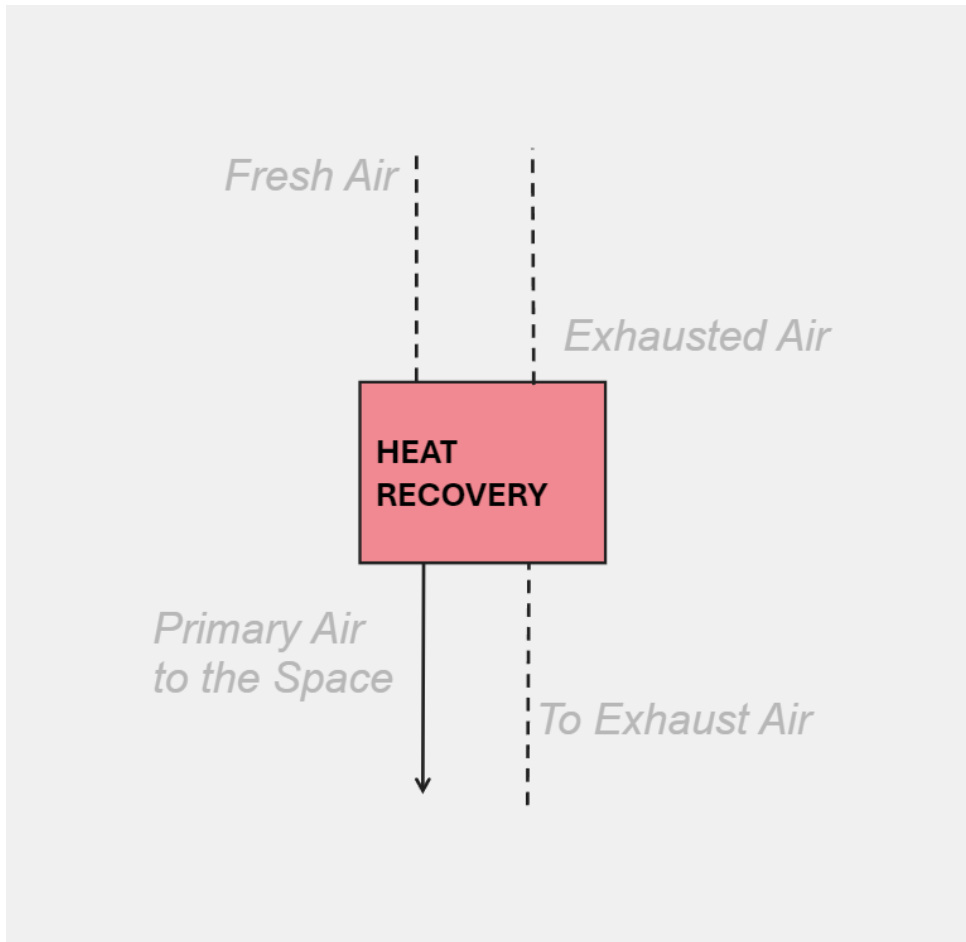 Fresh Air
Exhausted Air
HEAT
RECOVERY
Primary Air
to the Space
To Exhaust Air